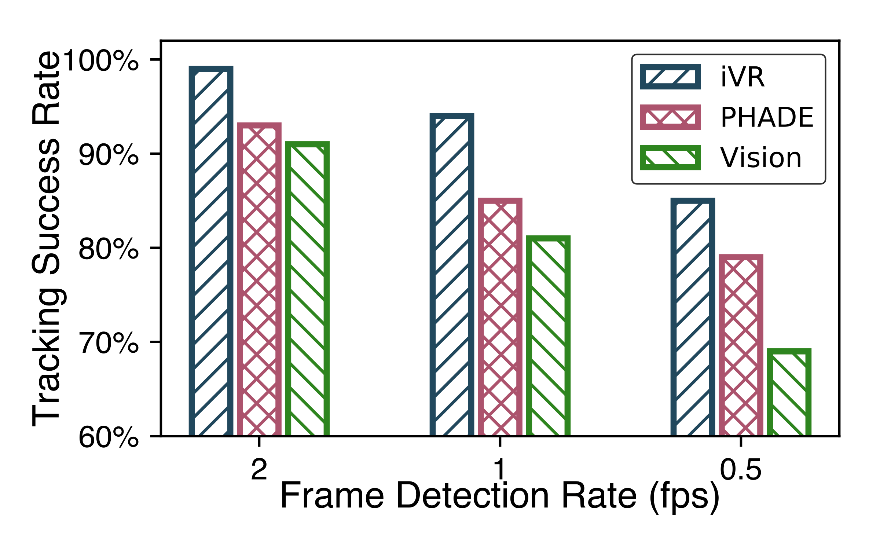 Tracking Success Rate
100%
90%
80%
70%
60%
iVR
PHADE
Vision
2
1
0.5
Frame Detection Rate (fps)